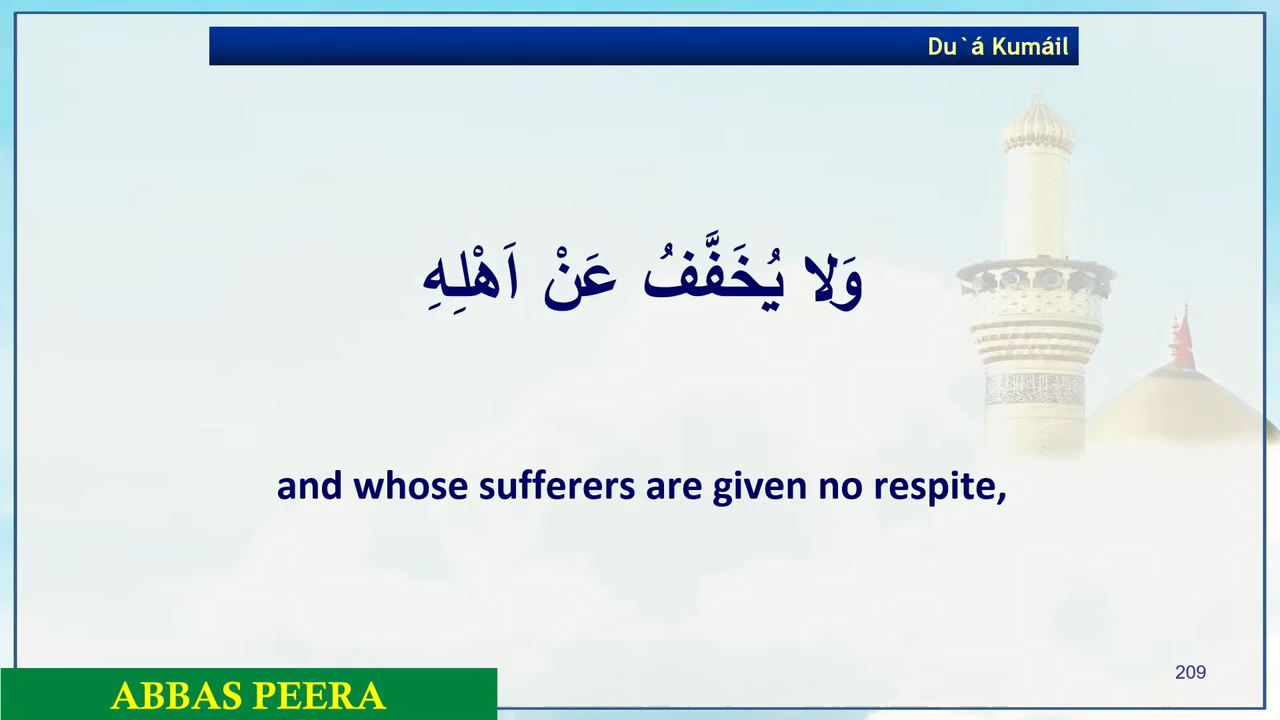 Du`á Kumáil
وَلا يُخَفَّفُ عَنْ اَهْلِهِ
and whose sufferers are given no respite,
209
ABBAS PEERA